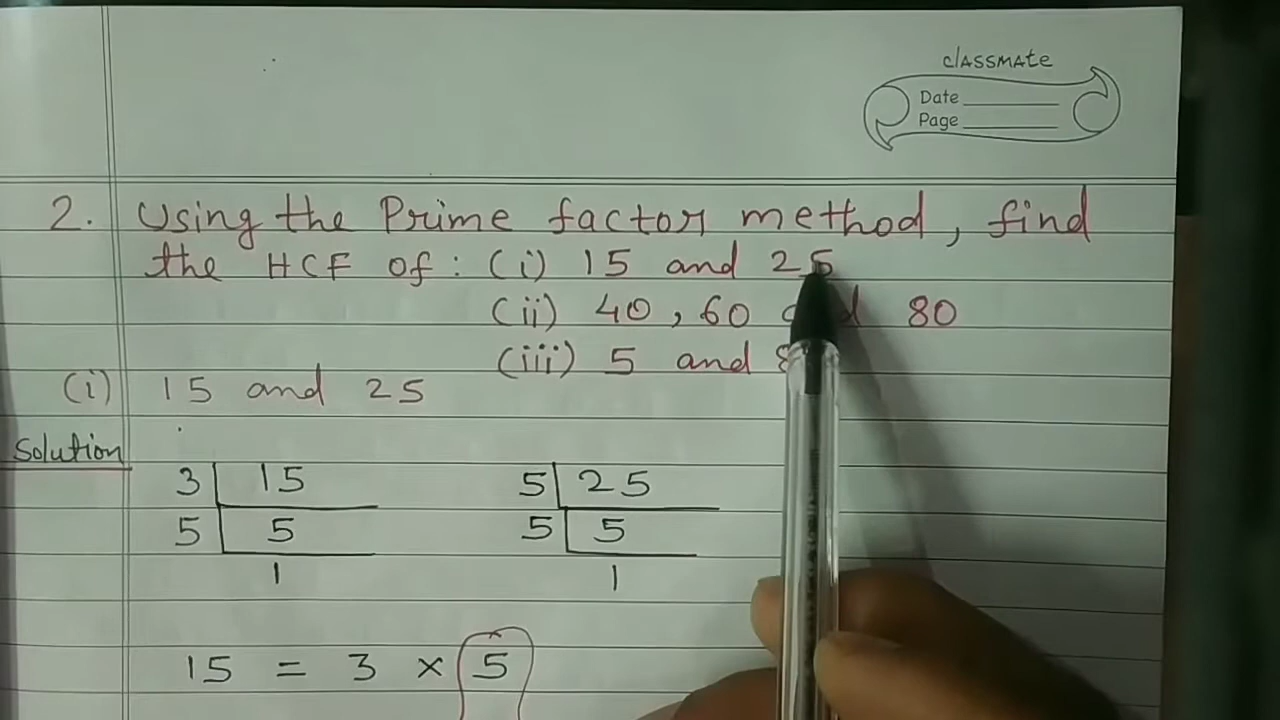 classmate
Date
Page
2. Using the Prime factor method, find
the HCF of: (i) 15 and 25
(ii) 40, 60 80
(iii) 5 and
(i) 15 and 25
Solution
3 15 5 25
5 5 5 5
1 1
15 = 3 × 5